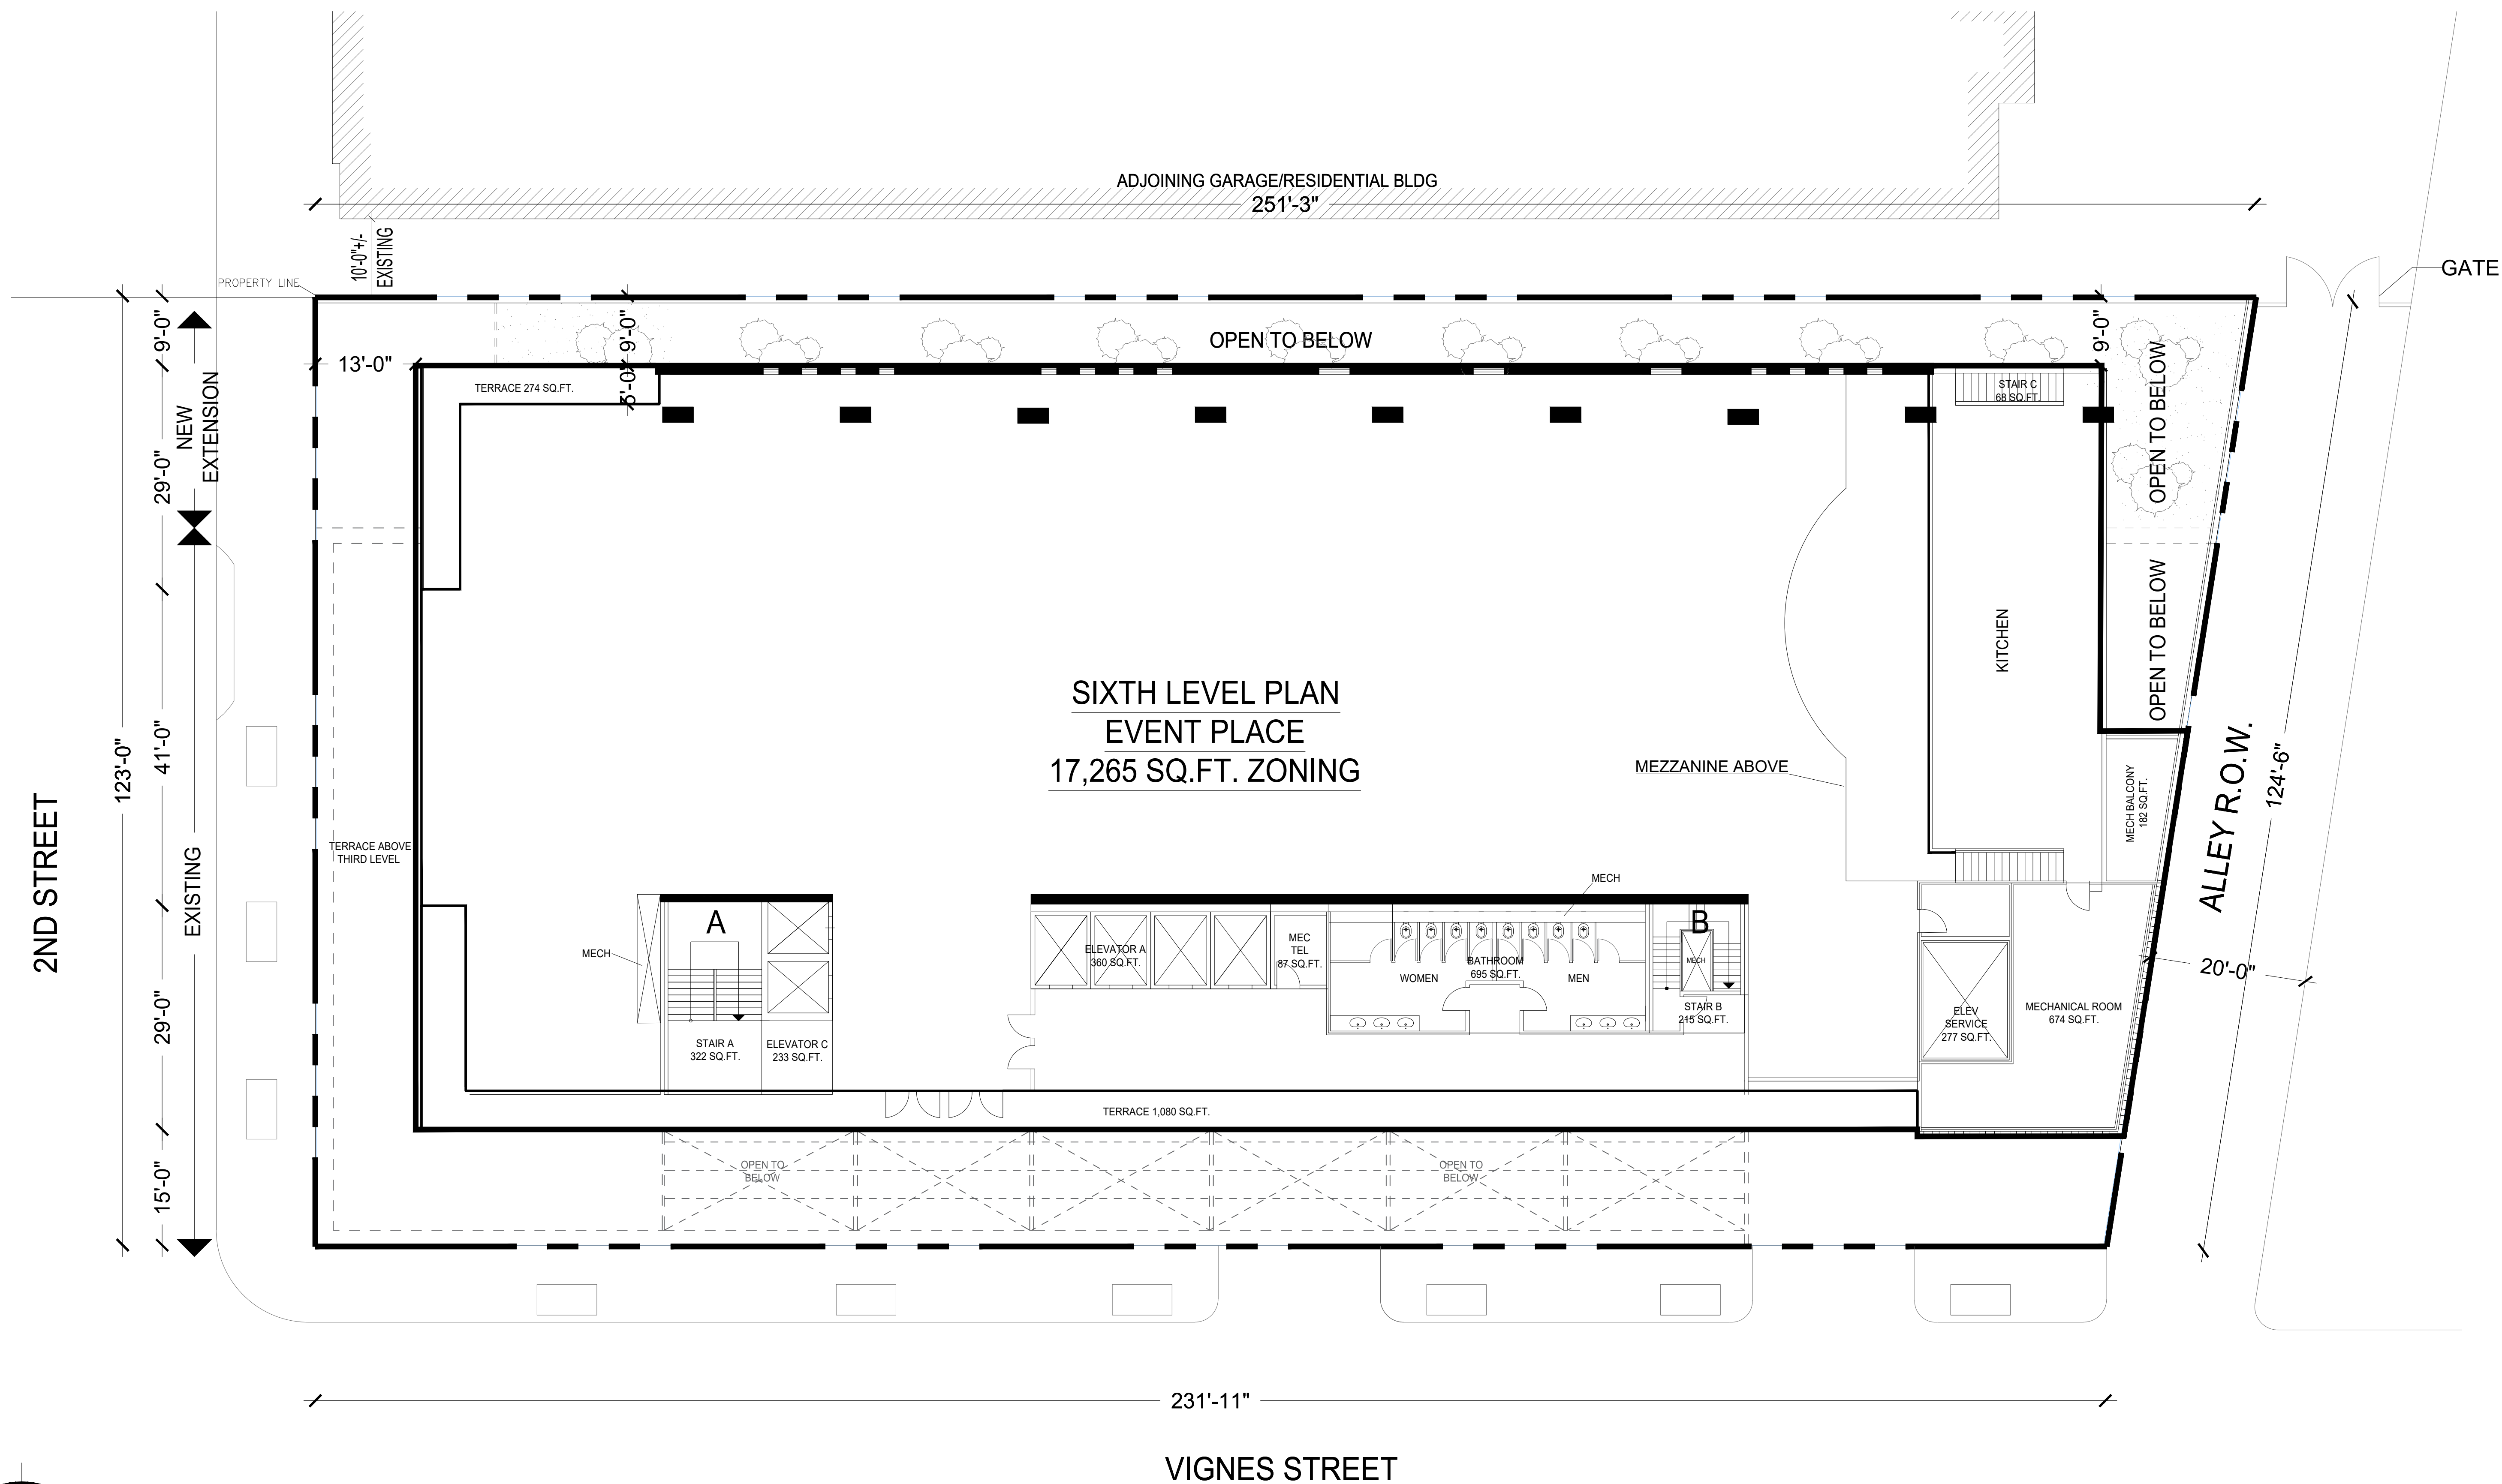 ADJOINING GARAGE/RESIDENTIAL BLDG
251'-3"
10'-0"+/-
EXISTING
PROPERTY LINE
GATE
9'-0"
9'-0"
9'-0"
13'-0"
OPEN TO BELOW
NEW
EXTENSION
TERRACE 274 SQ.FT.
STAIR C
68 SQ.FT.
OPEN TO BELOW
29'-0"
KITCHEN
OPEN TO BELOW
SIXTH LEVEL PLAN
EVENT PLACE
17,265 SQ.FT. ZONING
MEZZANINE ABOVE
41'-0"
123'-0"
2ND STREET
EXISTING
TERRACE ABOVE
THIRD LEVEL
MECH BALCONY
182 SQ.FT.
ALLEY R.O.W.
124'-6"
MECH
A
B
MECH
ELEVATOR A
360 SQ.FT.
MEC
TEL
87 SQ.FT.
WOMEN
BATHROOM
695 SQ.FT.
MEN
MECH
20'-0"
29'-0"
STAIR A
322 SQ.FT.
ELEVATOR C
233 SQ.FT.
STAIR B
215 SQ.FT.
ELEV
SERVICE
277 SQ.FT.
MECHANICAL ROOM
674 SQ.FT.
TERRACE 1,080 SQ.FT.
15'-0"
OPEN TO
BELOW
OPEN TO
BELOW
231'-11"
VIGNES STREET